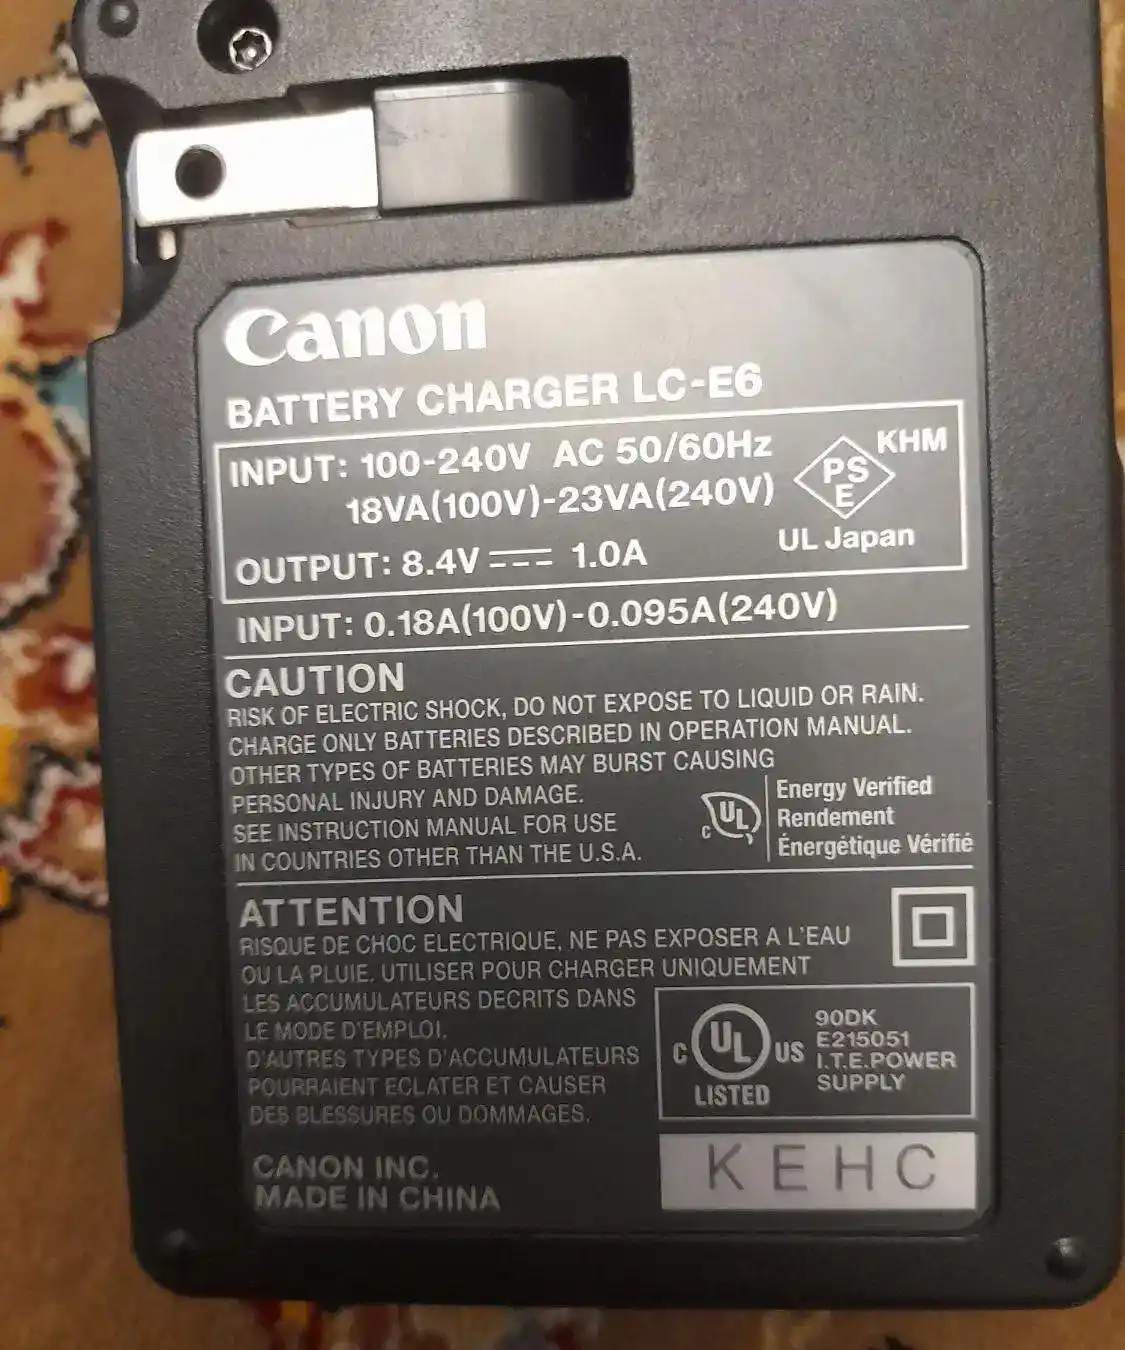 Canon
BATTERY CHARGER LC-E6
INPUT: 100-240V AC 50/60Hz
18VA(100V)-23VA(240V)
OUTPUT: 8.4V ⎓ 1.0A
PS
E
KHM
UL Japan
INPUT: 0.18A(100V)-0.095A(240V)
CAUTION
RISK OF ELECTRIC SHOCK, DO NOT EXPOSE TO LIQUID OR RAIN.
CHARGE ONLY BATTERIES DESCRIBED IN OPERATION MANUAL.
OTHER TYPES OF BATTERIES MAY BURST CAUSING
PERSONAL INJURY AND DAMAGE.
SEE INSTRUCTION MANUAL FOR USE
IN COUNTRIES OTHER THAN THE U.S.A.
c UL
Energy Verified
Rendement
Énergétique Vérifié
ATTENTION
RISQUE DE CHOC ELECTRIQUE, NE PAS EXPOSER A L'EAU
OU LA PLUIE. UTILISER POUR CHARGER UNIQUEMENT
LES ACCUMULATEURS DECRITS DANS
LE MODE D'EMPLOI.
D'AUTRES TYPES D'ACCUMULATEURS
POURRAIENT ECLATER ET CAUSER
DES BLESSURES OU DOMMAGES.
C UL US
LISTED
90DK
E215051
I.T.E.POWER
SUPPLY
CANON INC.
MADE IN CHINA
KEHC